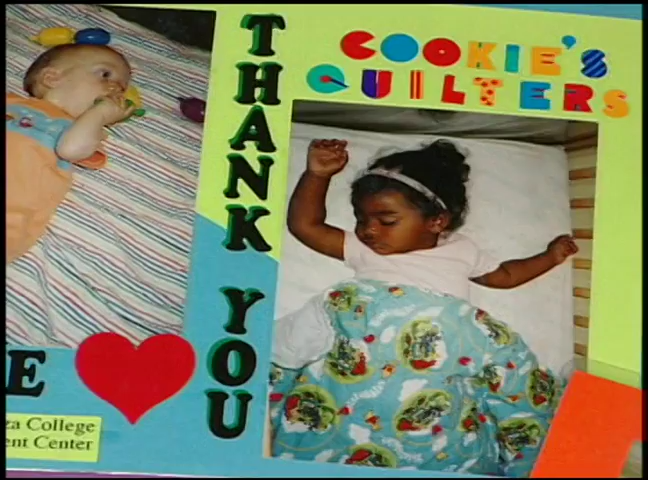 COOKIE'S
QUILTERS
THANK
YOU
E
za College
ent Center